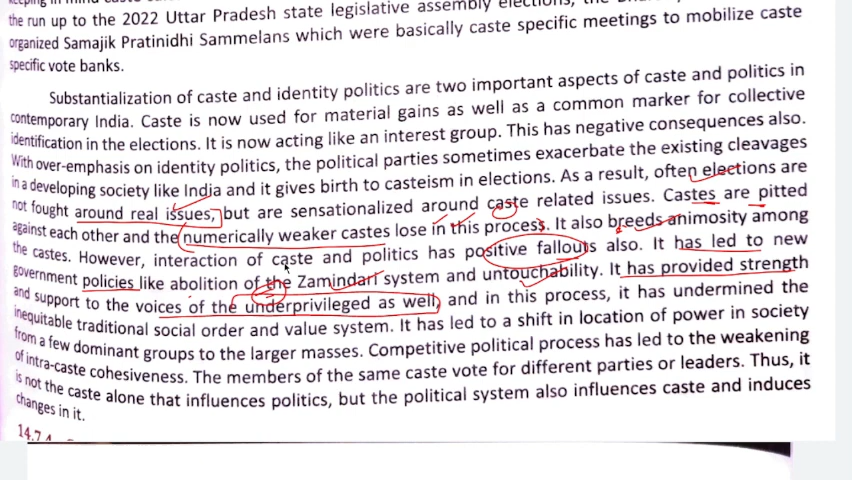 the run up to the 2022 Uttar Pradesh state legislative assembly elections, the
organized Samajik Pratinidhi Sammelans which were basically caste specific meetings to mobilize caste
specific vote banks.
Substantialization of caste and identity politics are two important aspects of caste and politics in
contemporary India. Caste is now used for material gains as well as a common marker for collective
identification in the elections. It is now acting like an interest group. This has negative consequences also.
With over-emphasis on identity politics, the political parties sometimes exacerbate the existing cleavages
in a developing society like India and it gives birth to casteism in elections. As a result, often elections are
not fought around real issues, but are sensationalized around caste related issues. Castes are pitted
against each other and the numerically weaker castes lose in this process. It also breeds animosity among
the castes. However, interaction of caste and politics has positive fallouts also. It has led to new
government policies like abolition of the Zamindari system and untouchability. It has provided strength
and support to the voices of the underprivileged as well, and in this process, it has undermined the
inequitable traditional social order and value system. It has led to a shift in location of power in society
from a few dominant groups to the larger masses. Competitive political process has led to the weakening
of intra-caste cohesiveness. The members of the same caste vote for different parties or leaders. Thus, it
is not the caste alone that influences politics, but the political system also influences caste and induces
changes in it.
14.7